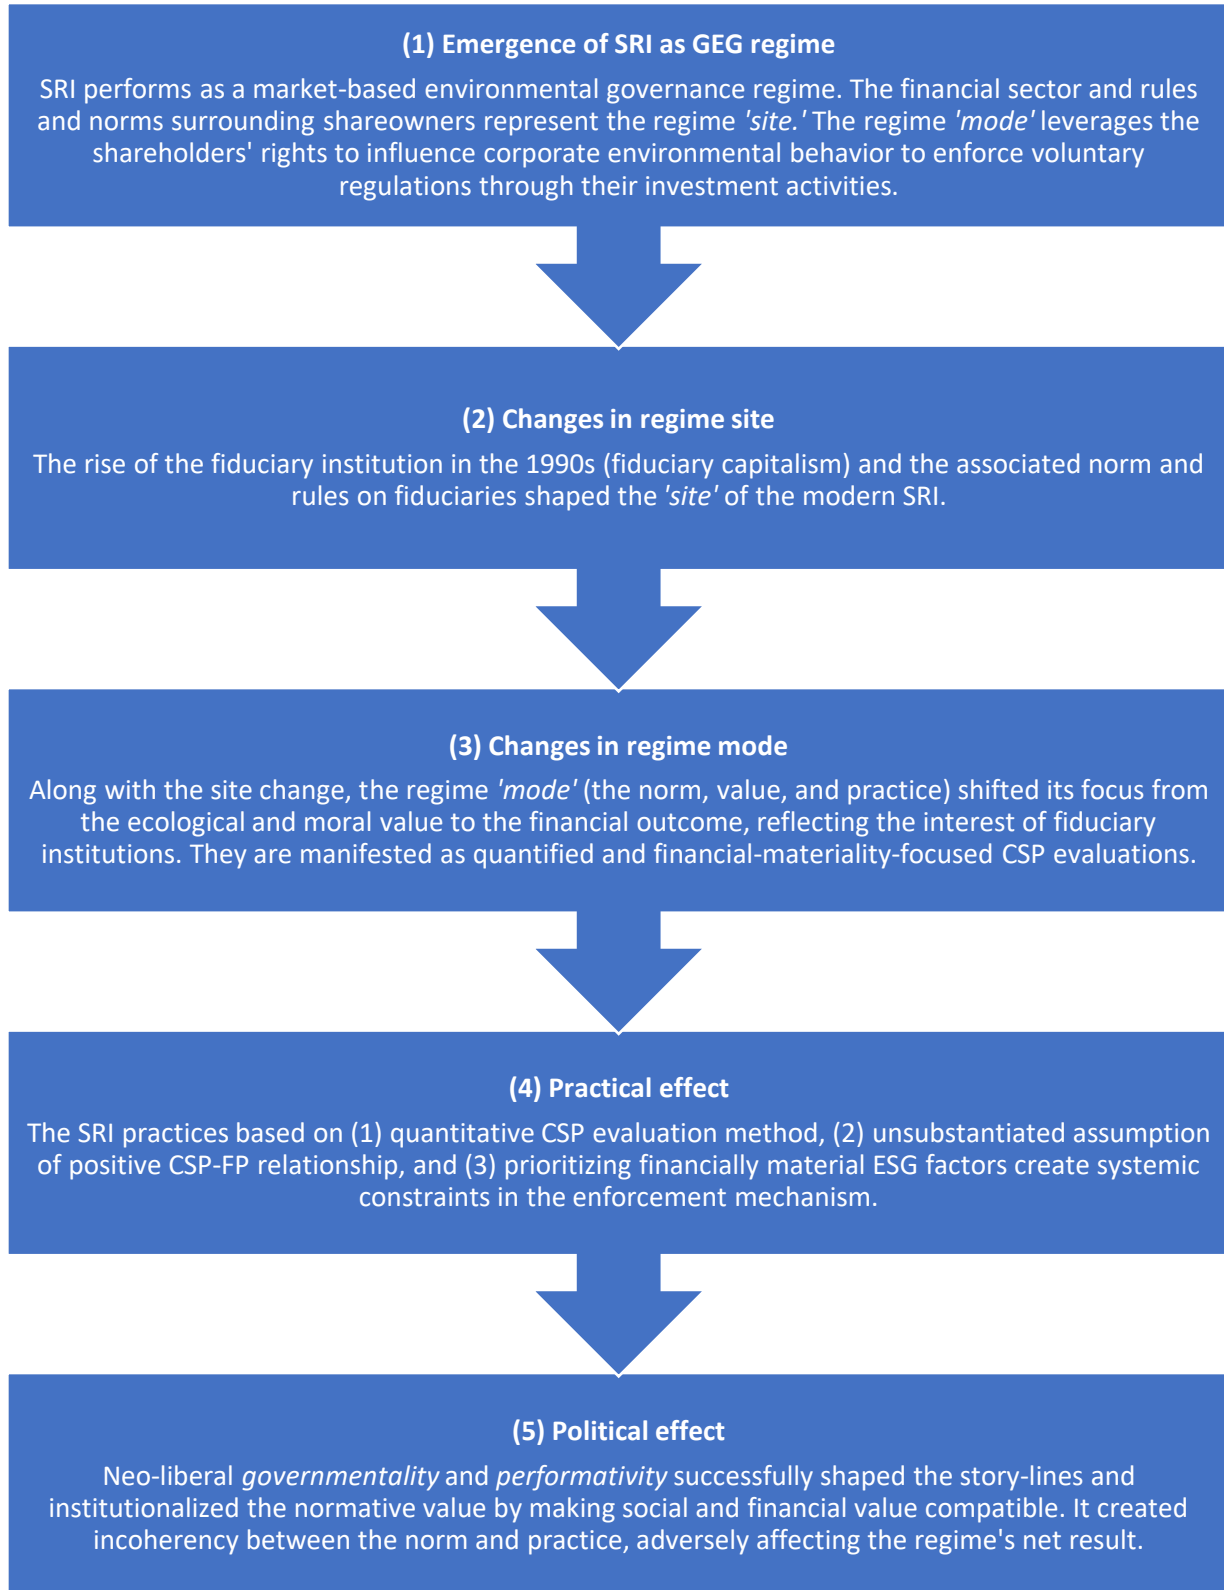 (1) Emergence of SRI as GEG regime
SRI performs as a market-based environmental governance regime. The financial sector and rules
and norms surrounding shareowners represent the regime 'site.' The regime 'mode' leverages the
shareholders' rights to influence corporate environmental behavior to enforce voluntary
regulations through their investment activities.
(2) Changes in regime site
The rise of the fiduciary institution in the 1990s (fiduciary capitalism) and the associated norm and
rules on fiduciaries shaped the 'site' of the modern SRI.
(3) Changes in regime mode
Along with the site change, the regime 'mode' (the norm, value, and practice) shifted its focus from
the ecological and moral value to the financial outcome, reflecting the interest of fiduciary
institutions. They are manifested as quantified and financial-materiality-focused CSP evaluations.
(4) Practical effect
The SRI practices based on (1) quantitative CSP evaluation method, (2) unsubstantiated assumption
of positive CSP-FP relationship, and (3) prioritizing financially material ESG factors create systemic
constraints in the enforcement mechanism.
(5) Political effect
Neo-liberal governmentality and performativity successfully shaped the story-lines and
institutionalized the normative value by making social and financial value compatible. It created
incoherency between the norm and practice, adversely affecting the regime's net result.